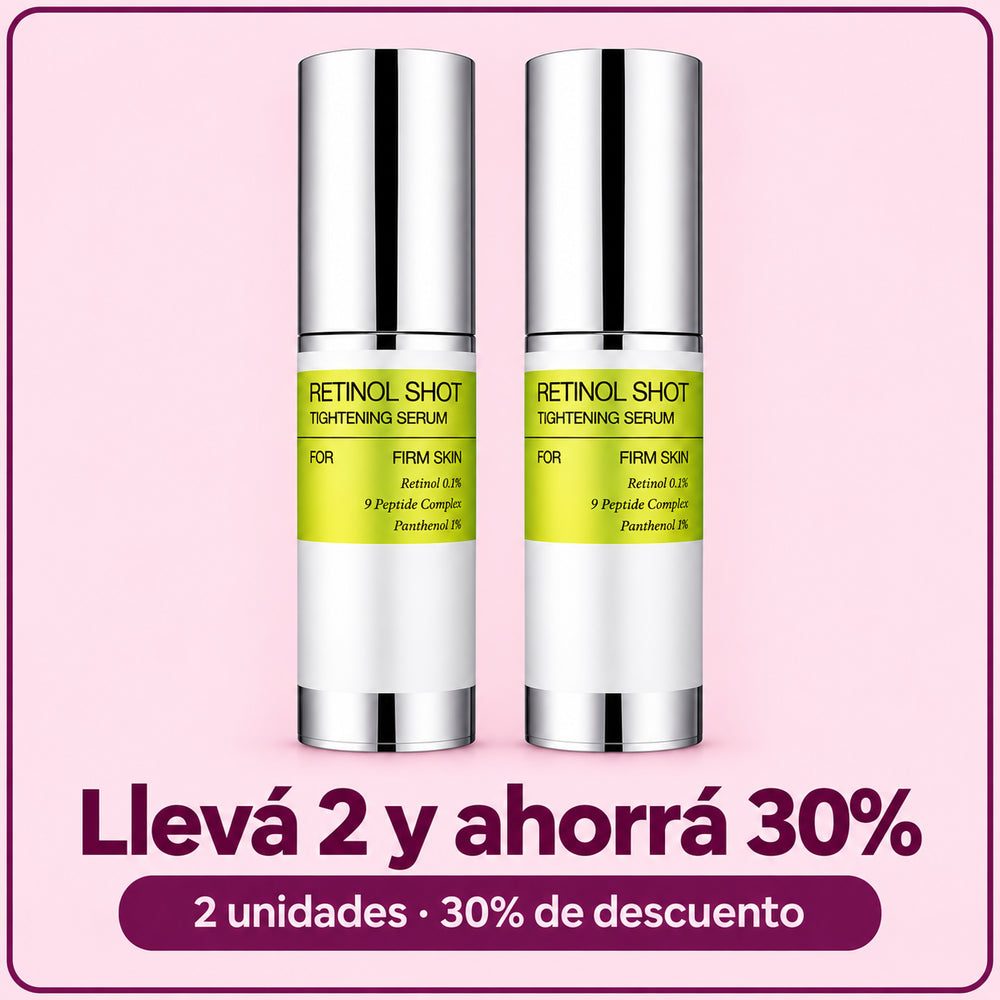 RETINOL SHOT
TIGHTENING SERUM
FOR FIRM SKIN
Retinol 0.1%
9 Peptide Complex
Panthenol 1%
RETINOL SHOT
TIGHTENING SERUM
FOR FIRM SKIN
Retinol 0.1%
9 Peptide Complex
Panthenol 1%
Llevá 2 y ahorrá 30%
2 unidades · 30% de descuento